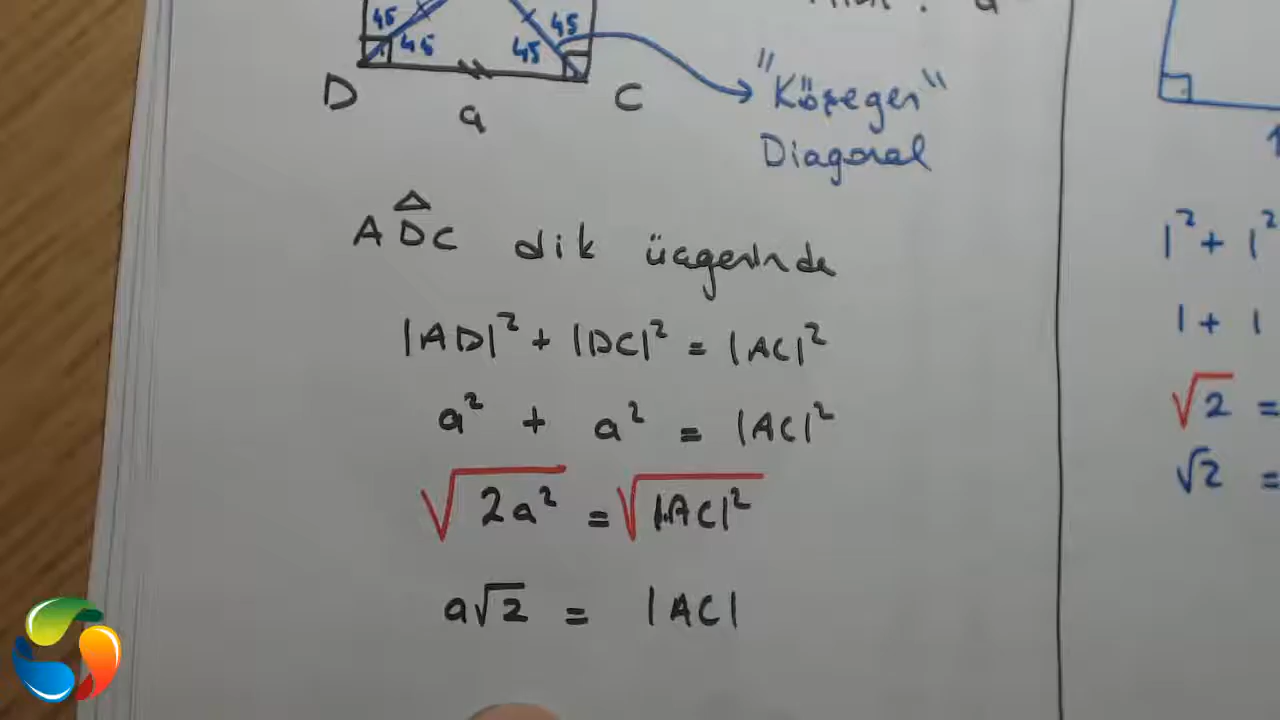 45 45
45 45
D a C
"Köşegen"
Diagonal
ADC dik üçgeninde
|AD|² + |DC|² = |AC|²
a² + a² = |AC|²
√2a² = √|AC|²
a√2 = |AC|
1² + 1²
1 + 1
√2 =
√2 =